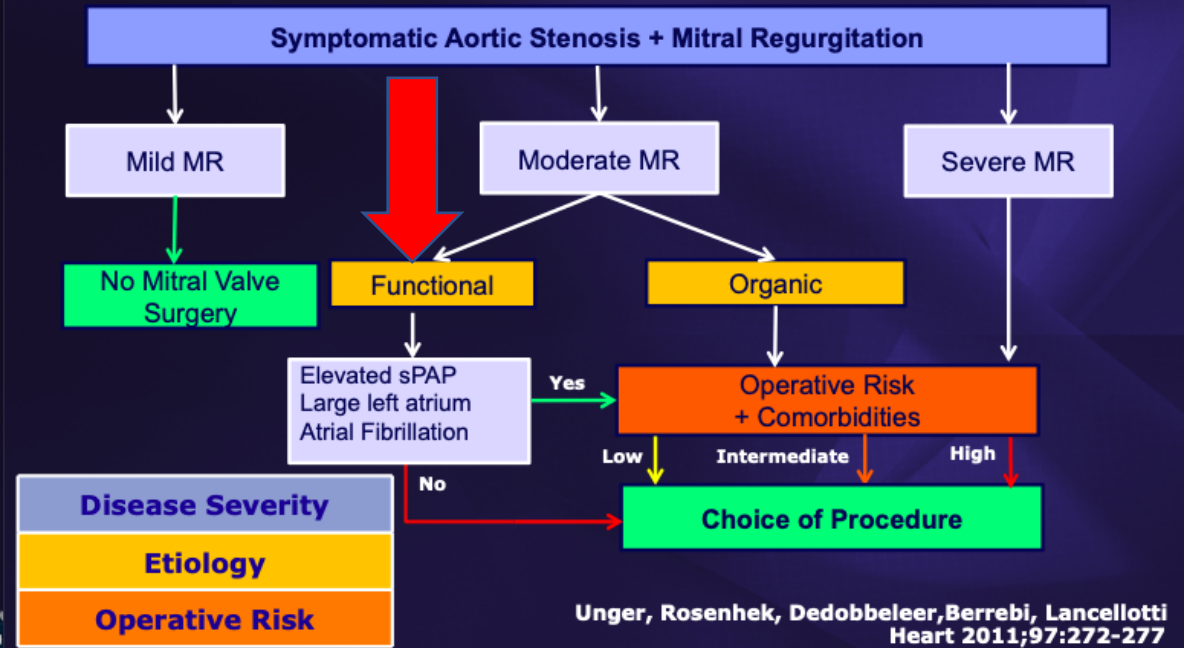 Symptomatic Aortic Stenosis + Mitral Regurgitation
Mild MR
Moderate MR
Severe MR
No Mitral Valve
Surgery
Functional
Organic
Elevated sPAP
Large left atrium
Atrial Fibrillation
Yes
No
Operative Risk
+ Comorbidities
Low
Intermediate
High
Choice of Procedure
Disease Severity
Etiology
Operative Risk
Unger, Rosenhek, Dedobbeleer,Berrebi, Lancellotti
Heart 2011;97:272-277